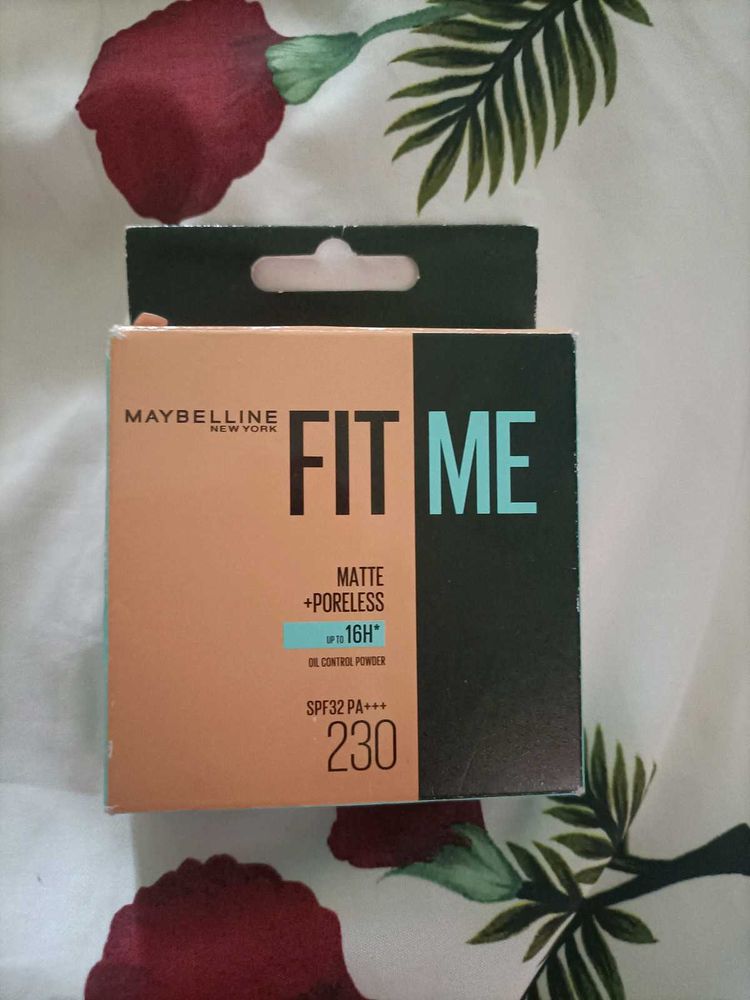 MAYBELLINE
NEW YORK
FIT ME
MATTE
+PORELESS
UP TO 16H*
OIL CONTROL POWDER
SPF32 PA+++
230